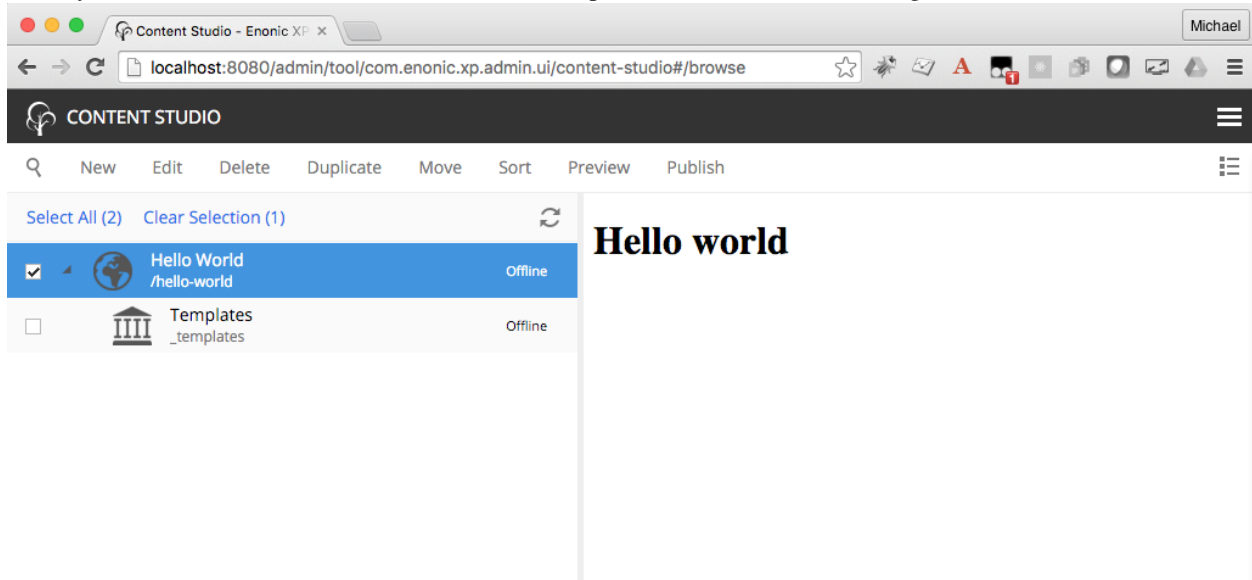 Content Studio - Enonic XP
Michael
localhost:8080/admin/tool/com.enonic.xp.admin.ui/content-studio#/browse
A
1
CONTENT STUDIO
New Edit Delete Duplicate Move Sort Preview Publish
Select All (2) Clear Selection (1)
Hello World
/hello-world
Offline
Templates
_templates
Offline
Hello world